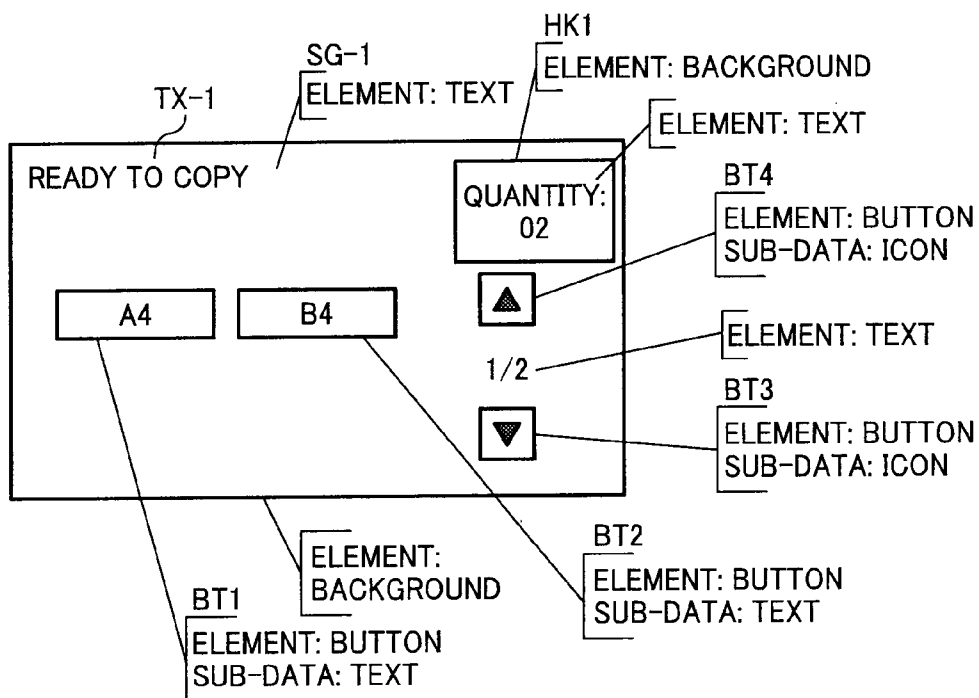 HK1
ELEMENT: BACKGROUND
SG-1
ELEMENT: TEXT
TX-1
ELEMENT: TEXT
READY TO COPY
QUANTITY:
02
BT4
ELEMENT: BUTTON
SUB-DATA: ICON
A4
B4
ELEMENT: TEXT
1/2
BT3
ELEMENT: BUTTON
SUB-DATA: ICON
BT2
ELEMENT: BUTTON
SUB-DATA: TEXT
ELEMENT:
BACKGROUND
BT1
ELEMENT: BUTTON
SUB-DATA: TEXT